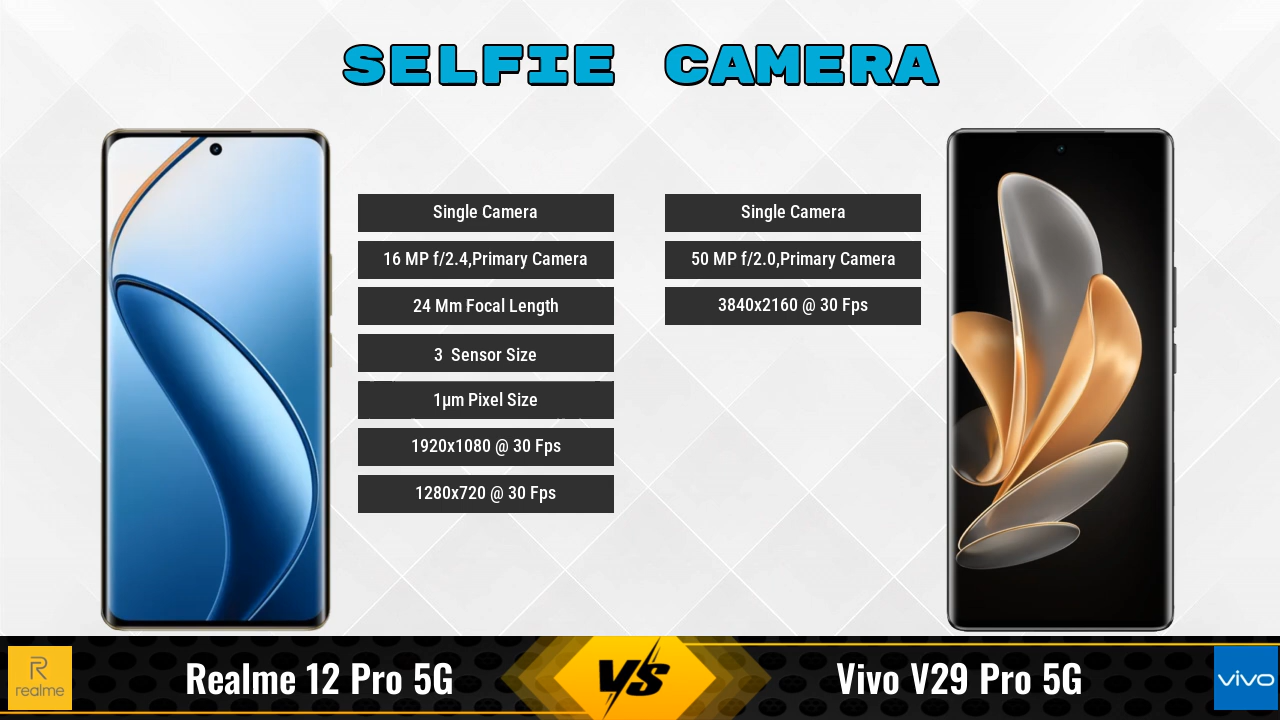 SELFIE CAMERA
Single Camera
16 MP f/2.4,Primary Camera
24 Mm Focal Length
3 Sensor Size
1µm Pixel Size
1920x1080 @ 30 Fps
1280x720 @ 30 Fps
Single Camera
50 MP f/2.0,Primary Camera
3840x2160 @ 30 Fps
realme
Realme 12 Pro 5G
VS
Vivo V29 Pro 5G
vivo